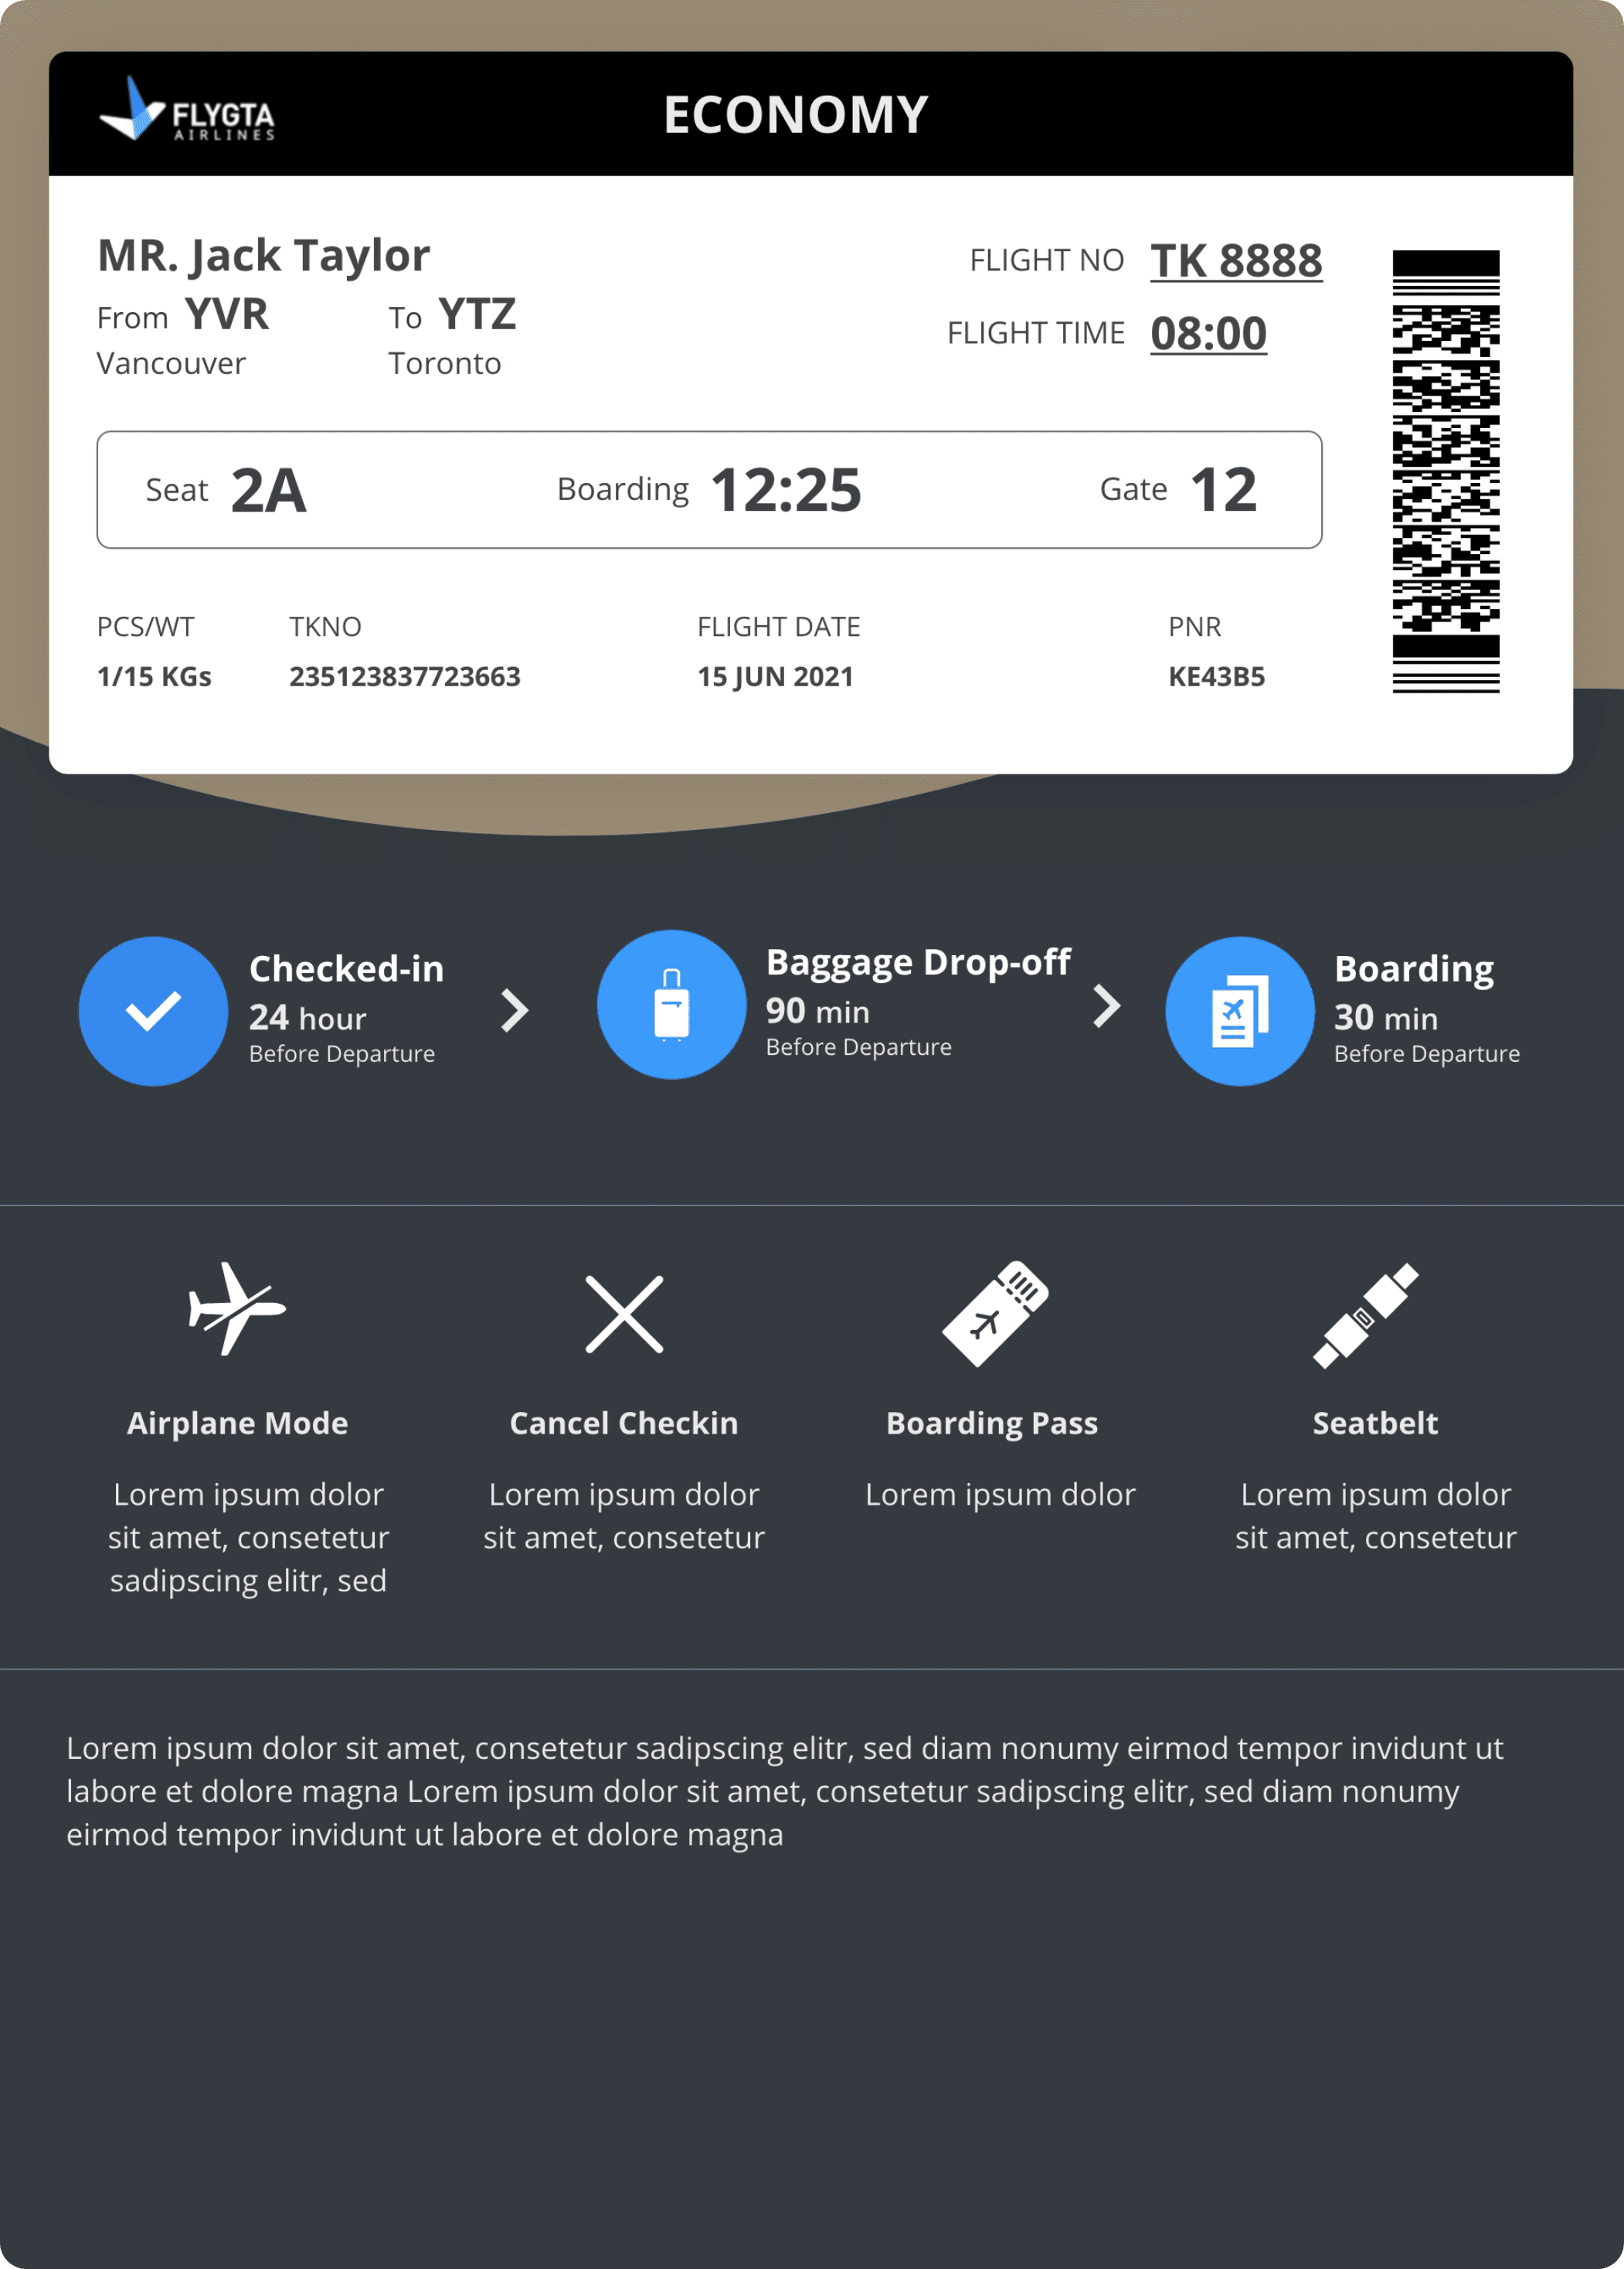 FLYGTA
AIRLINES
ECONOMY
MR. Jack Taylor
From YVR To YTZ
Vancouver Toronto
FLIGHT NO TK 8888
FLIGHT TIME 08:00
Seat 2A Boarding 12:25 Gate 12
PCS/WT TKNO FLIGHT DATE PNR
1/15 KGs 235123837723663 15 JUN 2021 KE43B5
Checked-in
24 hour
Before Departure
Baggage Drop-off
90 min
Before Departure
Boarding
30 min
Before Departure
Airplane Mode
Lorem ipsum dolor
sit amet, consetetur
sadipscing elitr, sed
Cancel Checkin
Lorem ipsum dolor
sit amet, consetetur
Boarding Pass
Lorem ipsum dolor
Seatbelt
Lorem ipsum dolor
sit amet, consetetur
Lorem ipsum dolor sit amet, consetetur sadipscing elitr, sed diam nonumy eirmod tempor invidunt ut
labore et dolore magna Lorem ipsum dolor sit amet, consetetur sadipscing elitr, sed diam nonumy
eirmod tempor invidunt ut labore et dolore magna